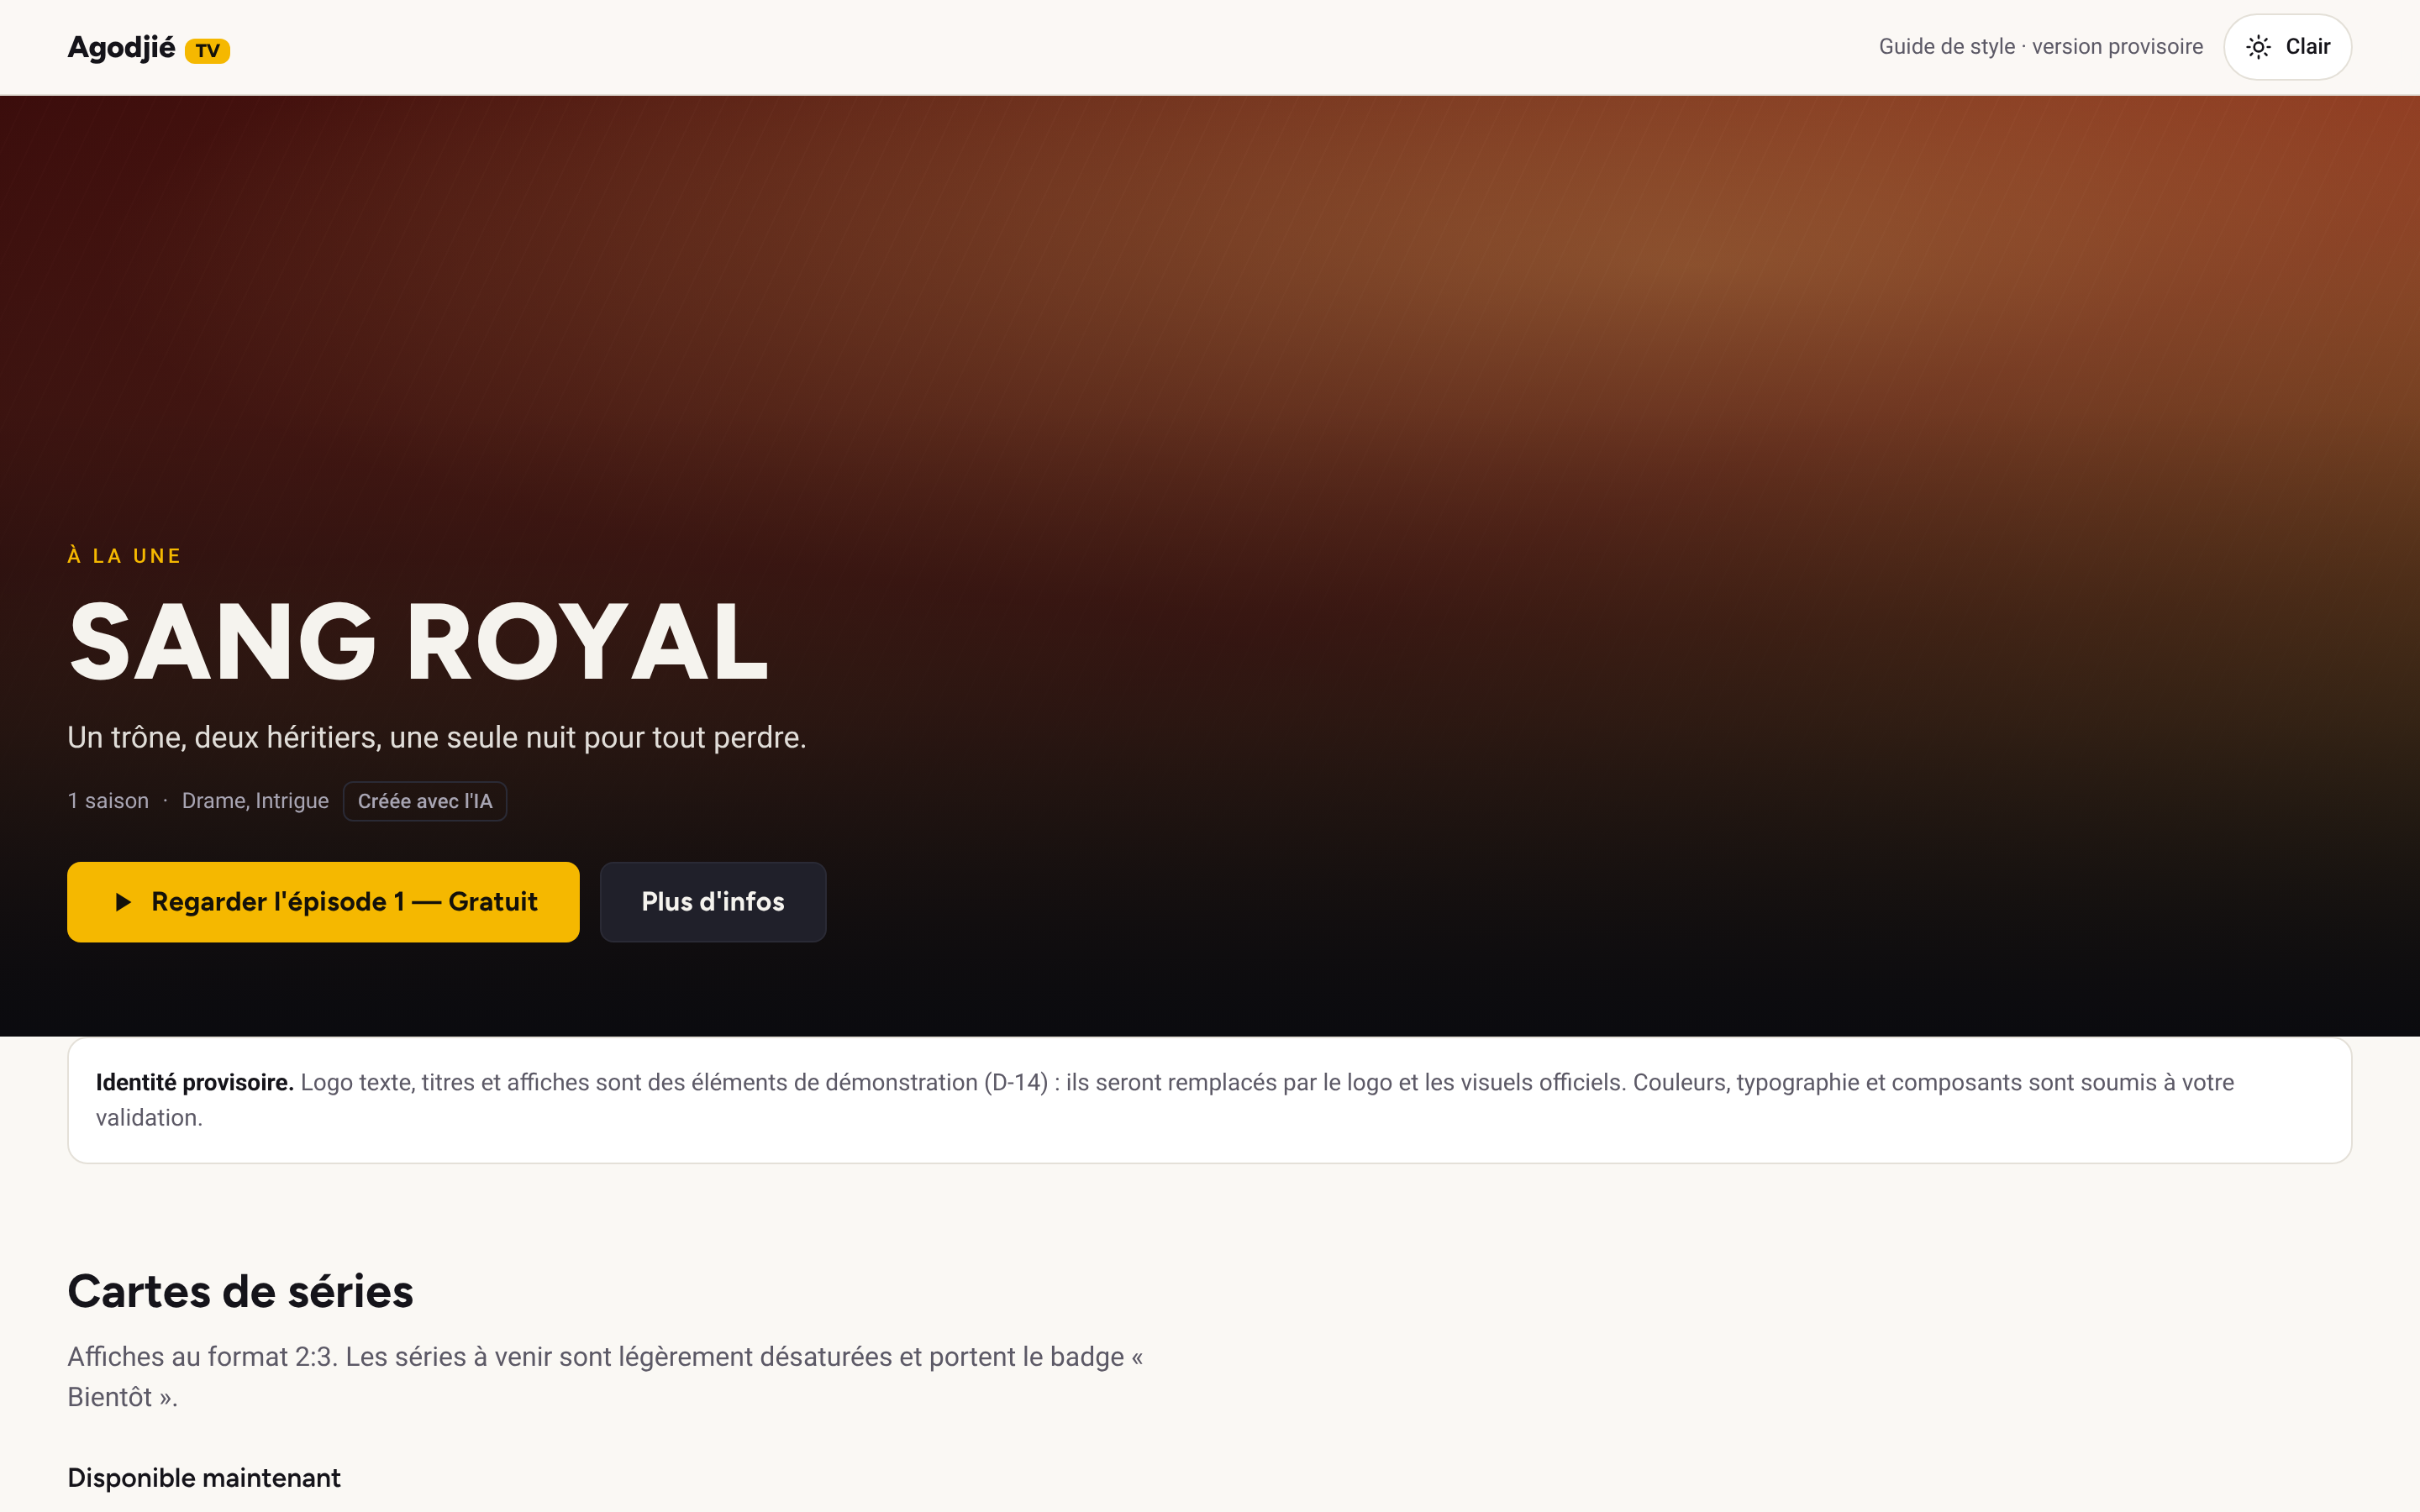 Agodjié TV
Guide de style · version provisoire
Clair
À LA UNE
SANG ROYAL
Un trône, deux héritiers, une seule nuit pour tout perdre.
1 saison · Drame, Intrigue Créée avec l'IA
Regarder l'épisode 1 — Gratuit
Plus d'infos
Identité provisoire. Logo texte, titres et affiches sont des éléments de démonstration (D-14) : ils seront remplacés par le logo et les visuels officiels. Couleurs, typographie et composants sont soumis à votre
validation.
Cartes de séries
Affiches au format 2:3. Les séries à venir sont légèrement désaturées et portent le badge «
Bientôt ».
Disponible maintenant